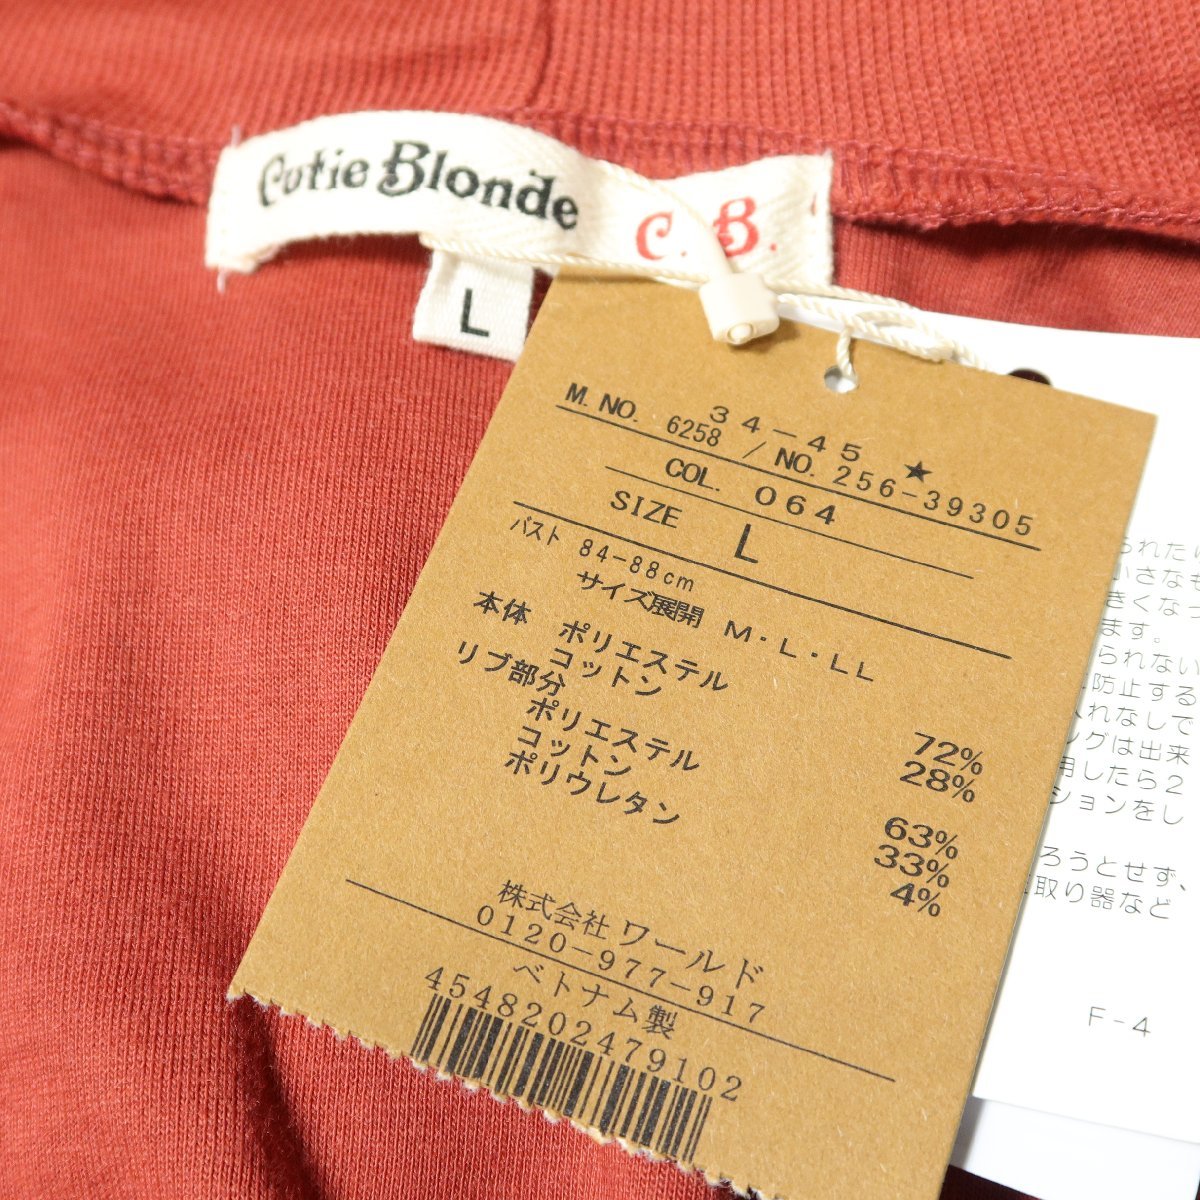 Cutie Blonde C. B.
L
34-45 ★
M. NO. 6258 / NO. 256-39305
COL. 064
SIZE L
バスト 84-88cm
サイズ展開 M・L・LL
本体 ポリエステル 72%
コットン 28%
リブ部分
ポリエステル 63%
コットン 33%
ポリウレタン 4%
株式会社ワールド
0120-977-917
ベトナム製
4548202479102
られたい
小さなも
きくなっ
ます。
られない
防止する
入れなしで
ングは出来
用したら2
ションをし
ろうとせず、
取り器など
F-4